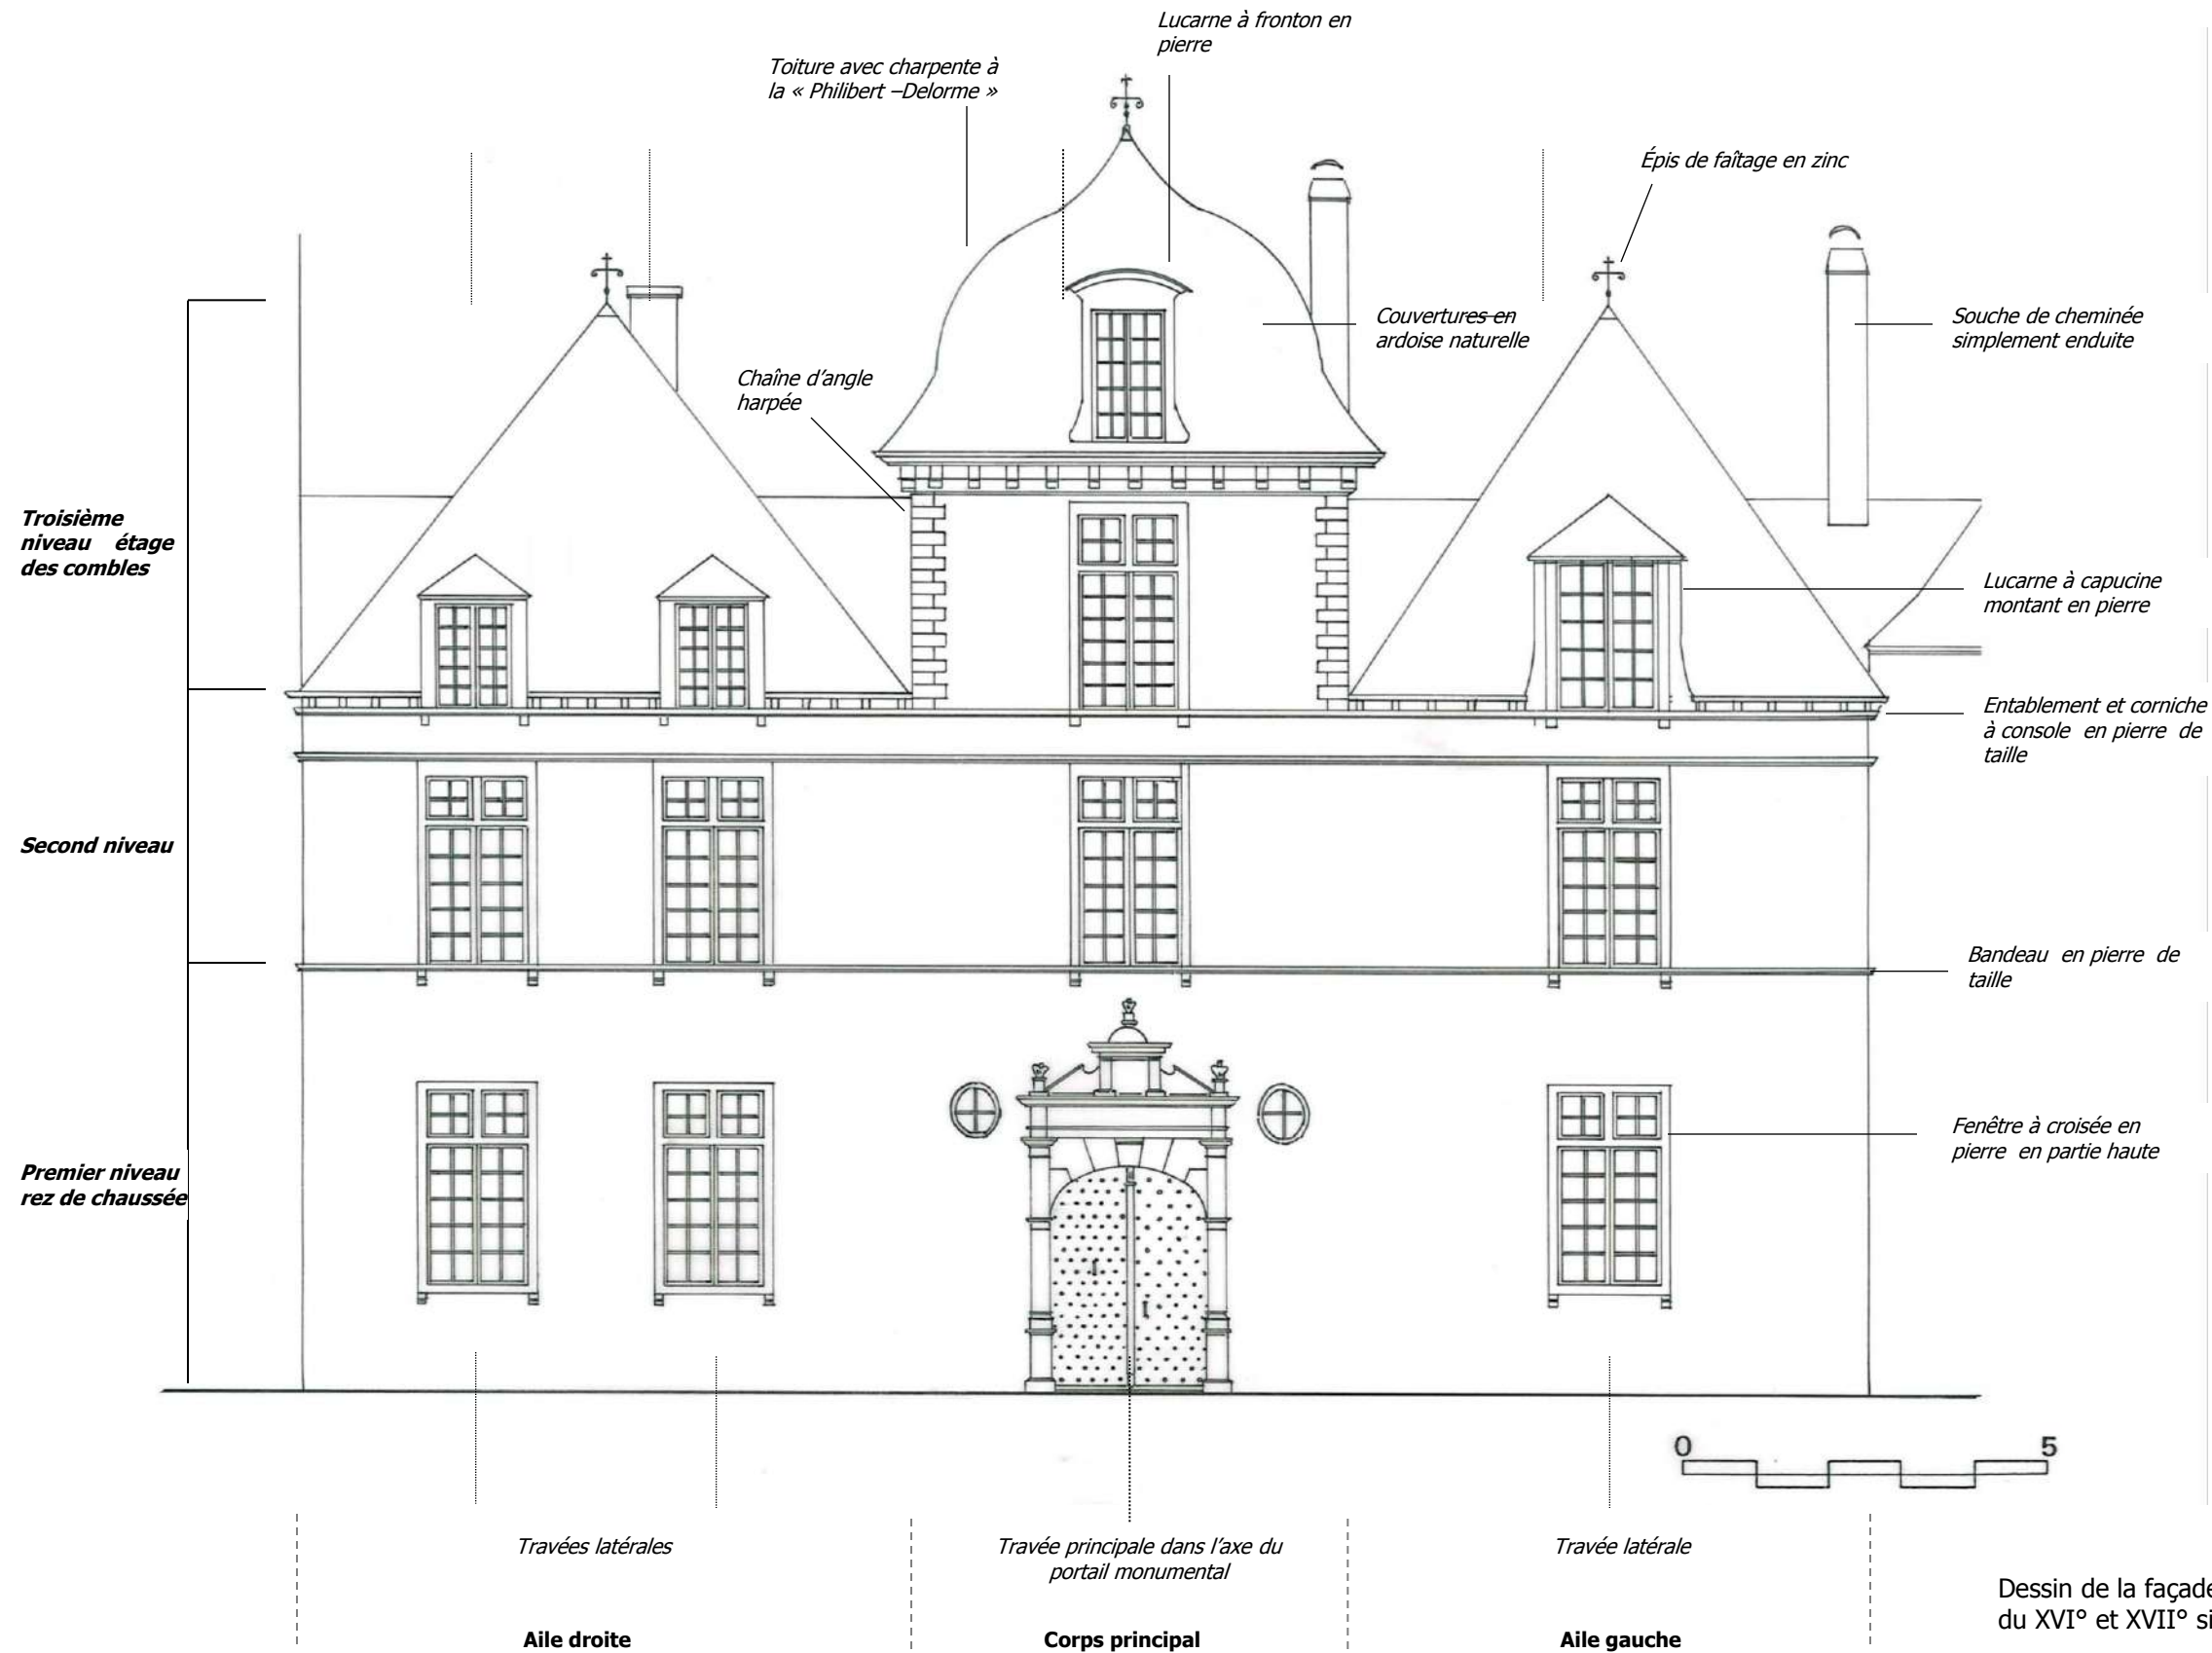 Lucarne à fronton en
pierre
Toiture avec charpente à
la « Philibert –Delorme »
Épis de faîtage en zinc
Couvertures en
ardoise naturelle
Souche de cheminée
simplement enduite
Chaîne d'angle
harpée
Troisième
niveau étage
des combles
Lucarne à capucine
montant en pierre
Entablement et corniche
à console en pierre de
taille
Second niveau
Bandeau en pierre de
taille
Fenêtre à croisée en
pierre en partie haute
Premier niveau
rez de chaussée
0 5
Travées latérales
Travée principale dans l'axe du
portail monumental
Travée latérale
Dessin de la façade
du XVI° et XVII° si
Aile droite
Corps principal
Aile gauche